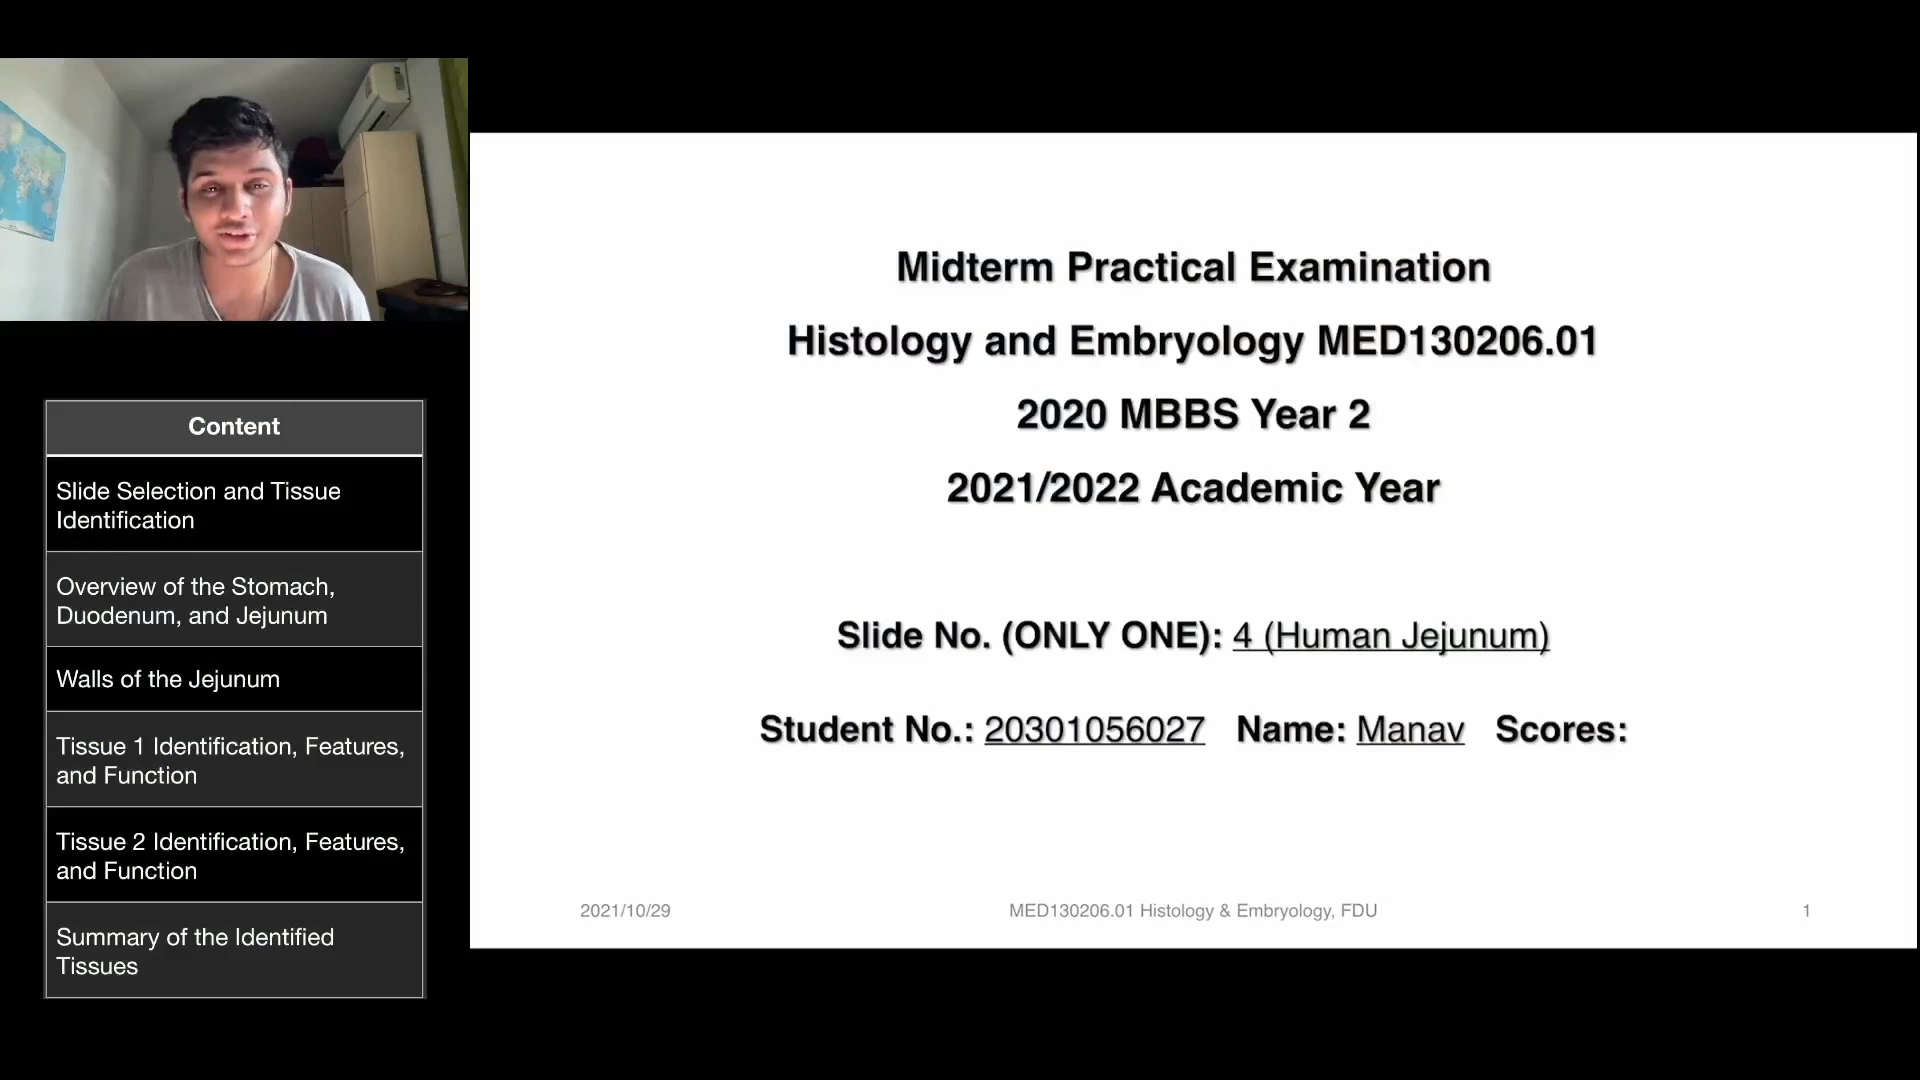 Content
Slide Selection and Tissue
Identification
Overview of the Stomach,
Duodenum, and Jejunum
Walls of the Jejunum
Tissue 1 Identification, Features,
and Function
Tissue 2 Identification, Features,
and Function
Summary of the Identified
Tissues
Midterm Practical Examination
Histology and Embryology MED130206.01
2020 MBBS Year 2
2021/2022 Academic Year
Slide No. (ONLY ONE): 4 (Human Jejunum)
Student No.: 20301056027 Name: Manav Scores:
2021/10/29 MED130206.01 Histology & Embryology, FDU 1